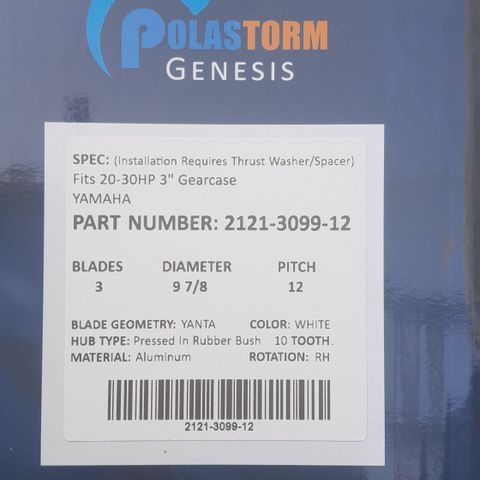 POLASTORM
GENESIS
SPEC: (Installation Requires Thrust Washer/Spacer)
Fits 20-30HP 3" Gearcase
YAMAHA
PART NUMBER: 2121-3099-12
BLADES DIAMETER PITCH
3 9 7/8 12
BLADE GEOMETRY: YANTA COLOR: WHITE
HUB TYPE: Pressed In Rubber Bush 10 TOOTH.
MATERIAL: Aluminum ROTATION: RH
2121-3099-12